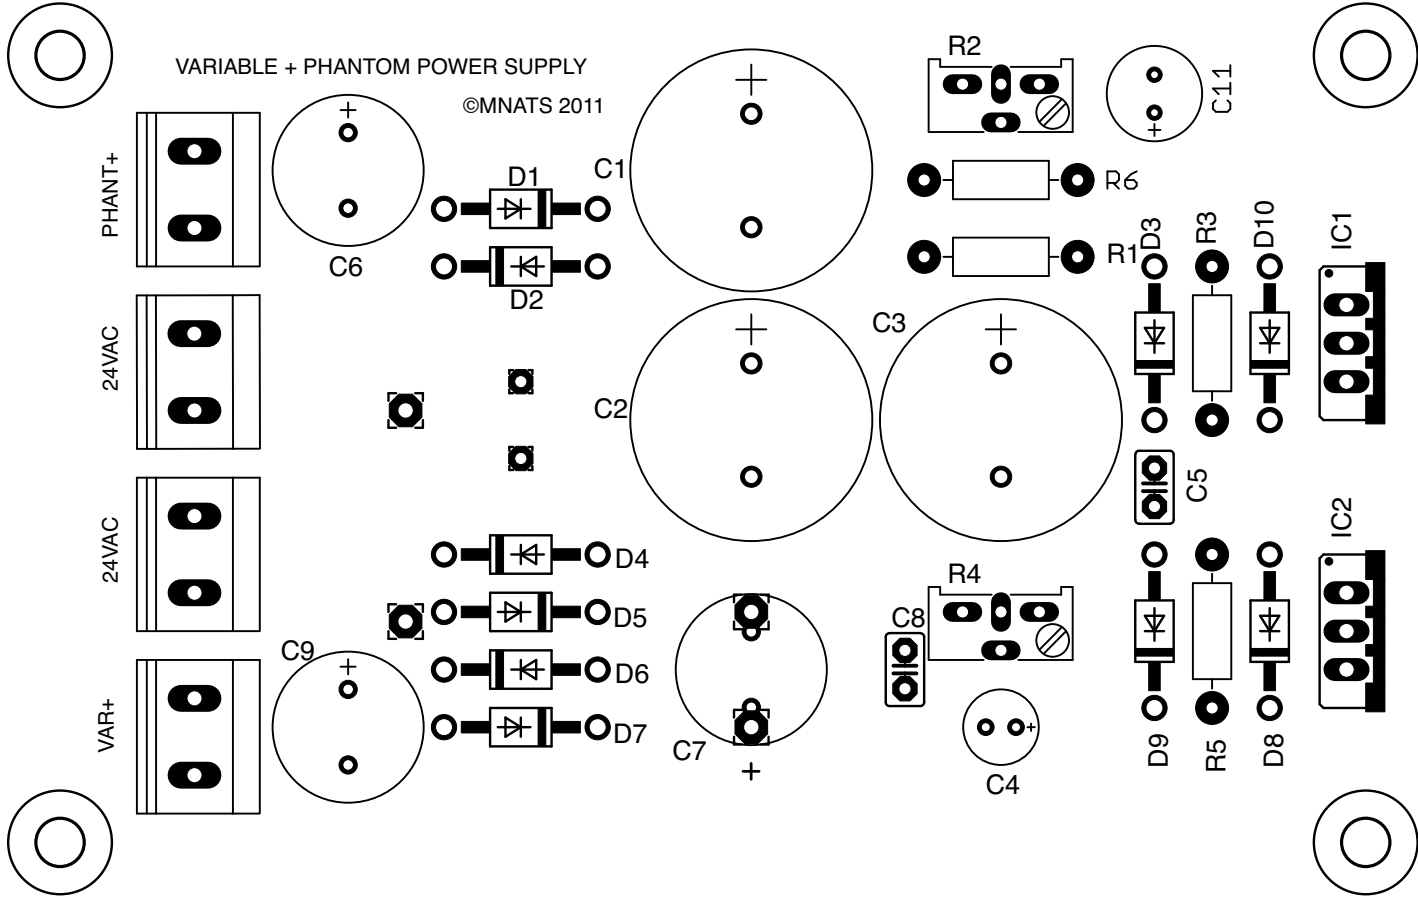 VARIABLE + PHANTOM POWER SUPPLY
©MNATS 2011
PHANT+
24VAC
24VAC
VAR+
C6
D1
D2
C1
C2
C3
R2
C11
R6
R1
D3
R3
D10
IC1
C5
IC2
D4
D5
D6
D7
C9
C7
+
R4
C8
C4
D9
R5
D8